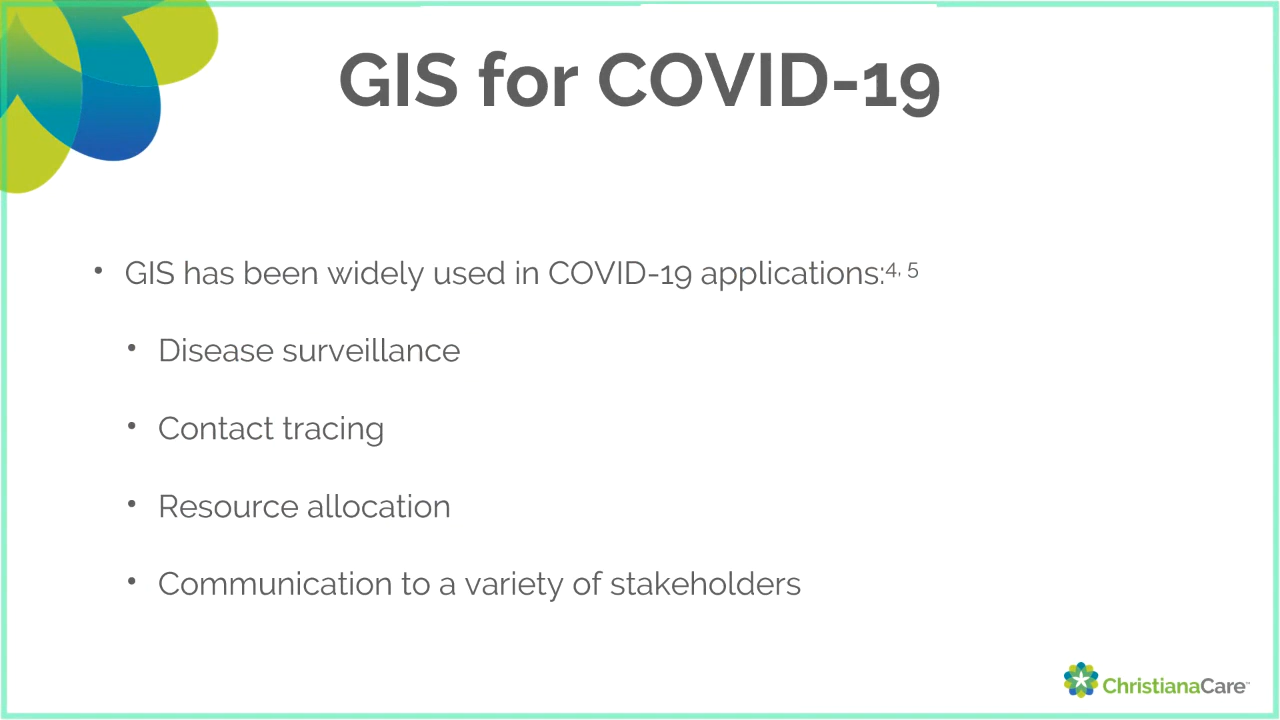 GIS for COVID-19
• GIS has been widely used in COVID-19 applications:4, 5
• Disease surveillance
• Contact tracing
• Resource allocation
• Communication to a variety of stakeholders
ChristianaCare™